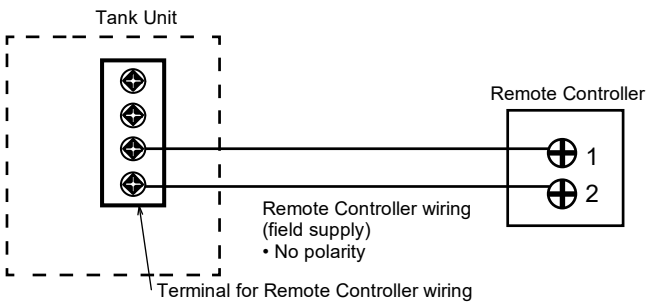 Tank Unit
Remote Controller
1
2
Remote Controller wiring
(field supply)
• No polarity
Terminal for Remote Controller wiring